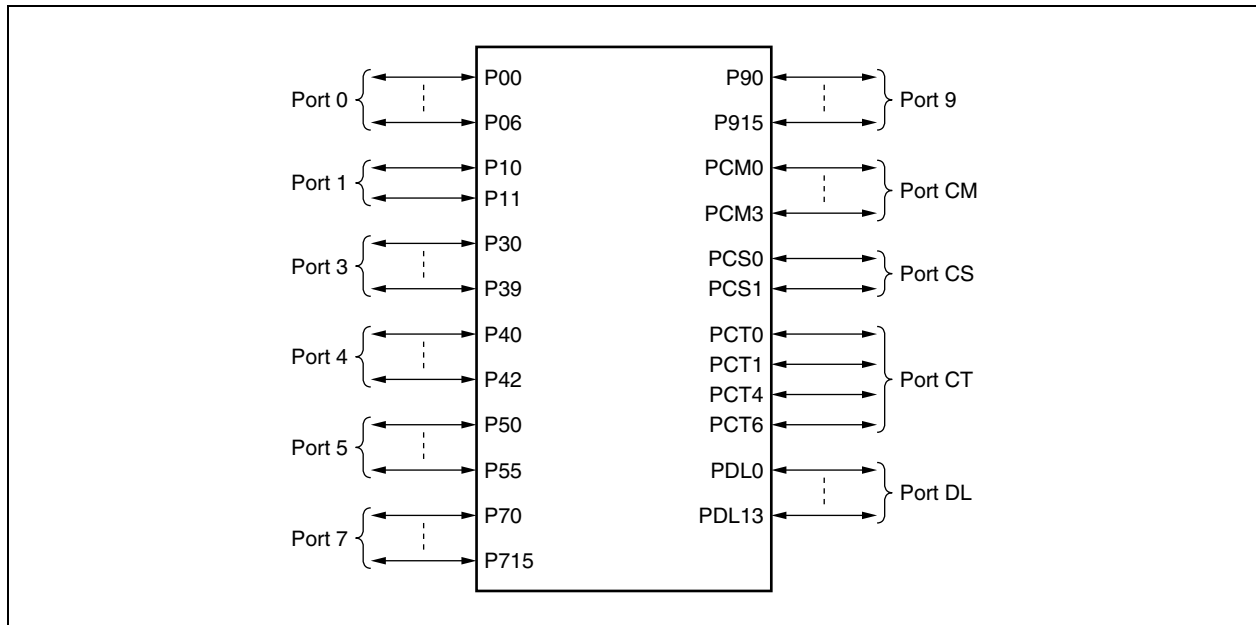 Port 0
P00
P06
Port 1
P10
P11
Port 3
P30
P39
Port 4
P40
P42
Port 5
P50
P55
Port 7
P70
P715
P90
P915
Port 9
PCM0
PCM3
Port CM
PCS0
PCS1
Port CS
PCT0
PCT1
PCT4
PCT6
Port CT
PDL0
PDL13
Port DL